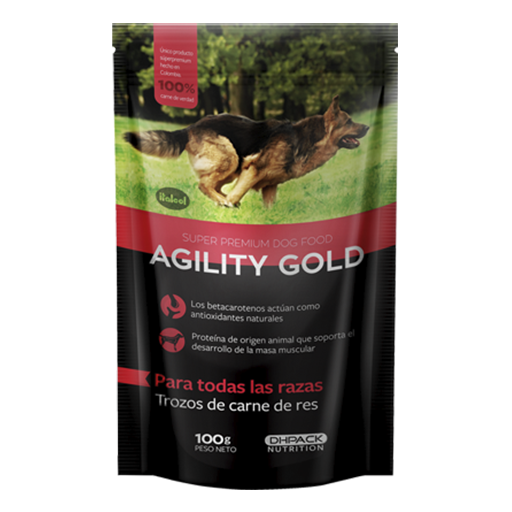 Único producto
súperpremium
hecho en
Colombia
100%
carne de verdad
italcol
SUPER PREMIUM DOG FOOD
AGILITY GOLD
Los betacarotenos actúan como
antioxidantes naturales
Proteína de origen animal que soporta el
desarrollo de la masa muscular
Para todas las razas
Trozos de carne de res
100g
PESO NETO
DHPACK
NUTRITION